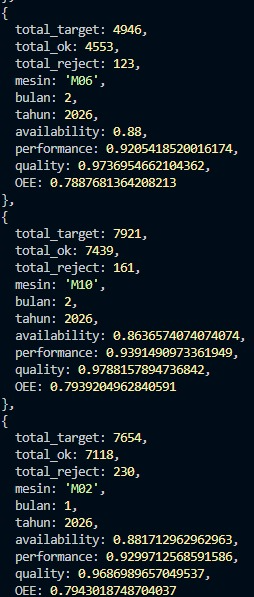 },
{
total_target: 4946,
total_ok: 4553,
total_reject: 123,
mesin: 'M06',
bulan: 2,
tahun: 2026,
availability: 0.88,
performance: 0.9205418520016174,
quality: 0.9736954662104362,
OEE: 0.7887681364208213
},
{
total_target: 7921,
total_ok: 7439,
total_reject: 161,
mesin: 'M10',
bulan: 2,
tahun: 2026,
availability: 0.8636574074074074,
performance: 0.9391490973361949,
quality: 0.9788157894736842,
OEE: 0.7939204962840591
},
{
total_target: 7654,
total_ok: 7118,
total_reject: 230,
mesin: 'M02',
bulan: 1,
tahun: 2026,
availability: 0.881712962962963,
performance: 0.9299712568591586,
quality: 0.9686989657049537,
OEE: 0.7943018748704037